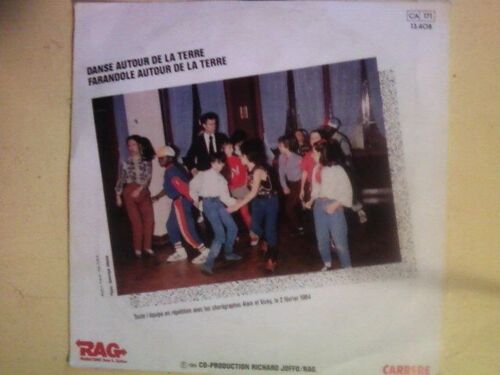 CA 171
13.408
DANSE AUTOUR DE LA TERRE
FARANDOLE AUTOUR DE LA TERRE
N
Toute l'équipe en répétition avec les chorégraphes Alain et Vicky, le 2 février 1984
RAG
CO-PRODUCTION RICHARD JOFFO/RAG.
CARRERE